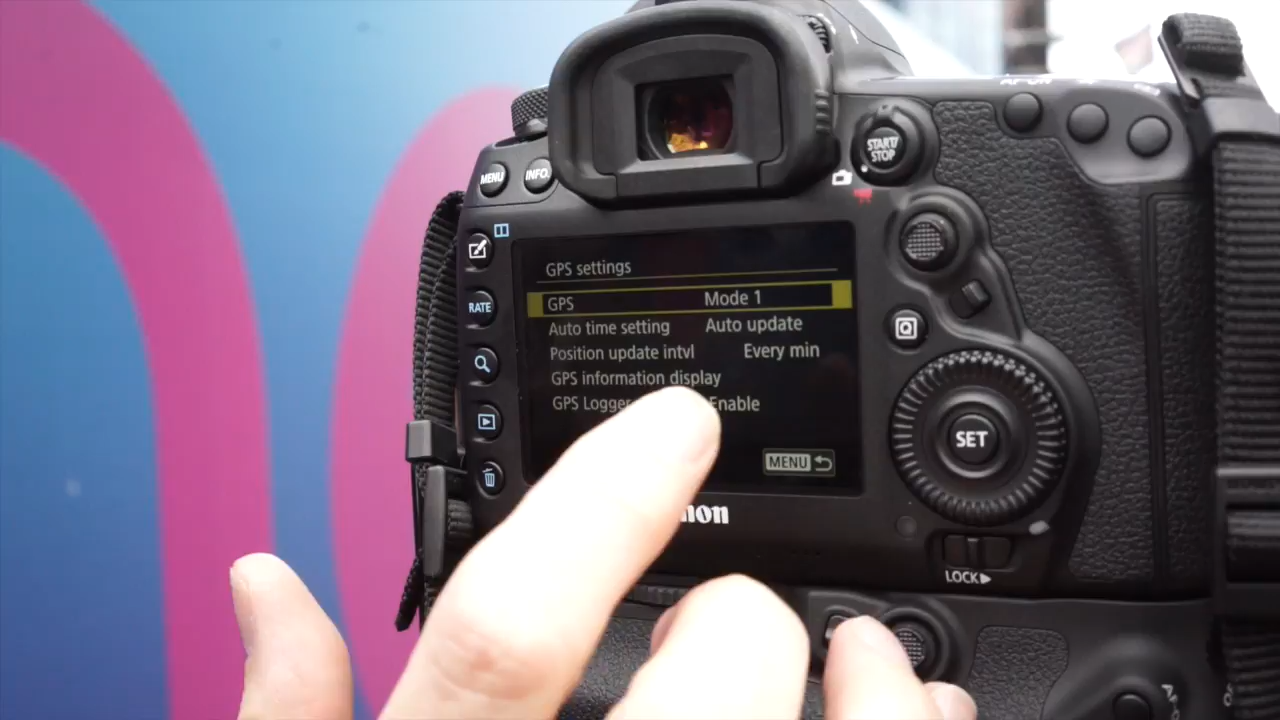 START/
STOP
MENU
INFO.
RATE
GPS settings
GPS Mode 1
Auto time setting Auto update
Position update intvl Every min
GPS information display
GPS Logger Enable
MENU
Q
SET
LOCK